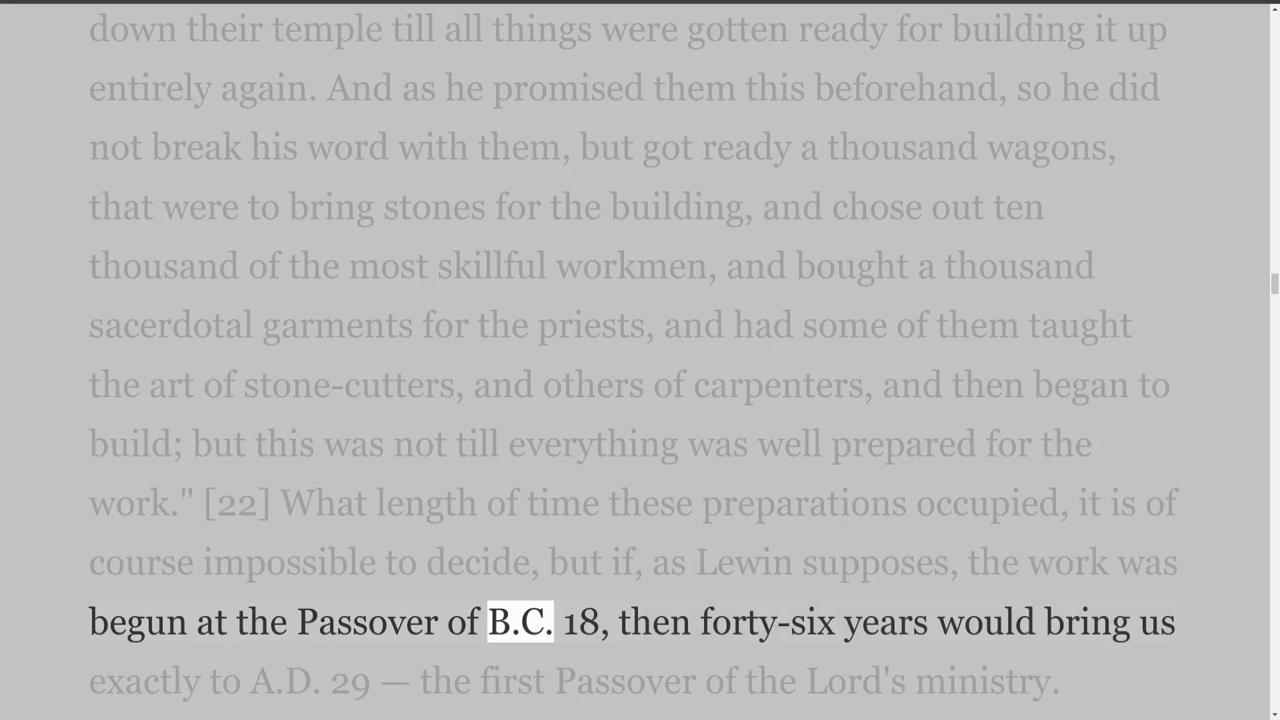 down their temple till all things were gotten ready for building it up
entirely again. And as he promised them this beforehand, so he did
not break his word with them, but got ready a thousand wagons,
that were to bring stones for the building, and chose out ten
thousand of the most skillful workmen, and bought a thousand
sacerdotal garments for the priests, and had some of them taught
the art of stone-cutters, and others of carpenters, and then began to
build; but this was not till everything was well prepared for the
work." [22] What length of time these preparations occupied, it is of
course impossible to decide, but if, as Lewin supposes, the work was
begun at the Passover of B.C. 18, then forty-six years would bring us
exactly to A.D. 29 — the first Passover of the Lord's ministry.